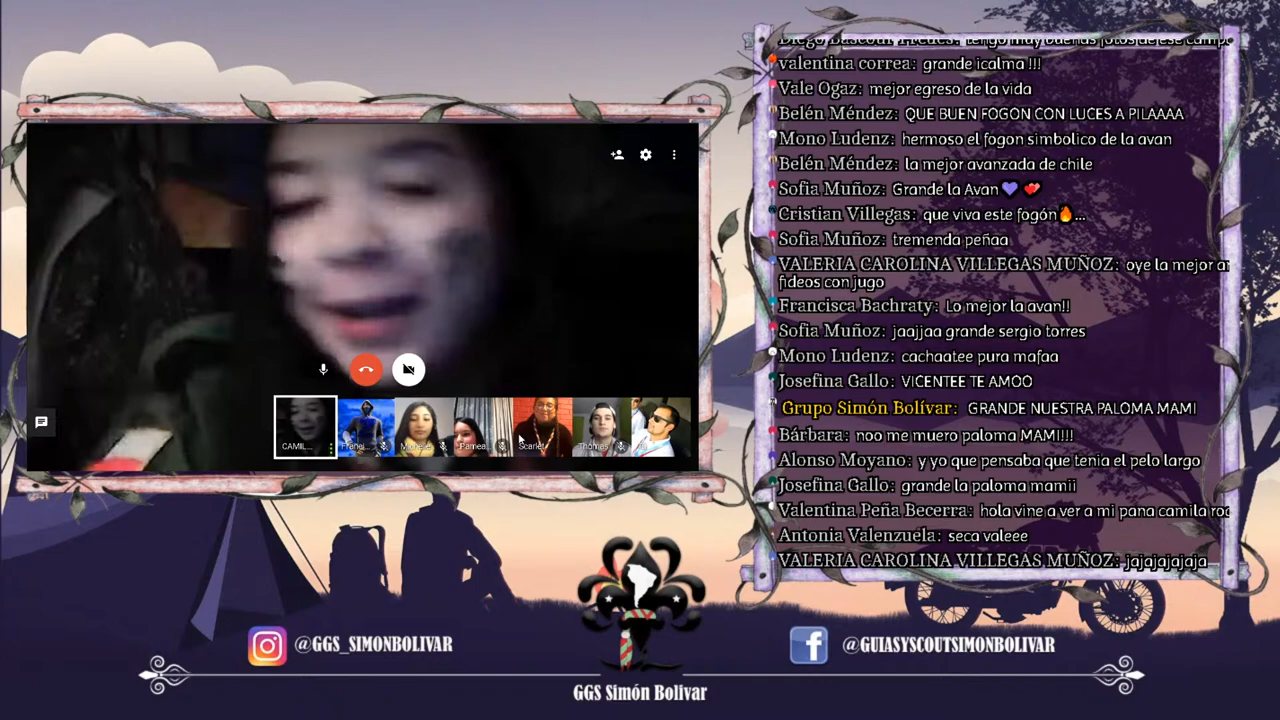 valentina correa: grande icalma !!!
Vale Ogaz: mejor egreso de la vida
Belén Méndez: QUE BUEN FOGON CON LUCES A PILAAAA
Mono Ludenz: hermoso el fogon simbolico de la avan
Belén Méndez: la mejor avanzada de chile
Sofia Muñoz: Grande la Avan💜 💖
Cristian Villegas: que viva este fogón🔥...
Sofia Muñoz: tremenda peñaa
VALERIA CAROLINA VILLEGAS MUÑOZ: oye la mejor
fideos con jugo
Francisca Bachraty: Lo mejor la avan!!
Sofia Muñoz: jaajjaa grande sergio torres
Mono Ludenz: cachaatee pura mafaa
Josefina Gallo: VICENTEE TE AMOO
Grupo Simón Bolívar: GRANDE NUESTRA PALOMA MAMI
Bárbara: noo me muero paloma MAMI!!!
Alonso Moyano: y yo que pensaba que tenia el pelo largo
Josefina Gallo: grande la paloma mamii
Valentina Peña Becerra: hola vine a ver a mi pana camila
Antonia Valenzuela: seca valeee
VALERIA CAROLINA VILLEGAS MUÑOZ: jajajajajaja
CAMIL...
Scarlet
Thomas
@GGS_SIMONBOLIVAR
@GUIASYSCOUTSIMONBOLIVAR
GGS Simón Bolivar